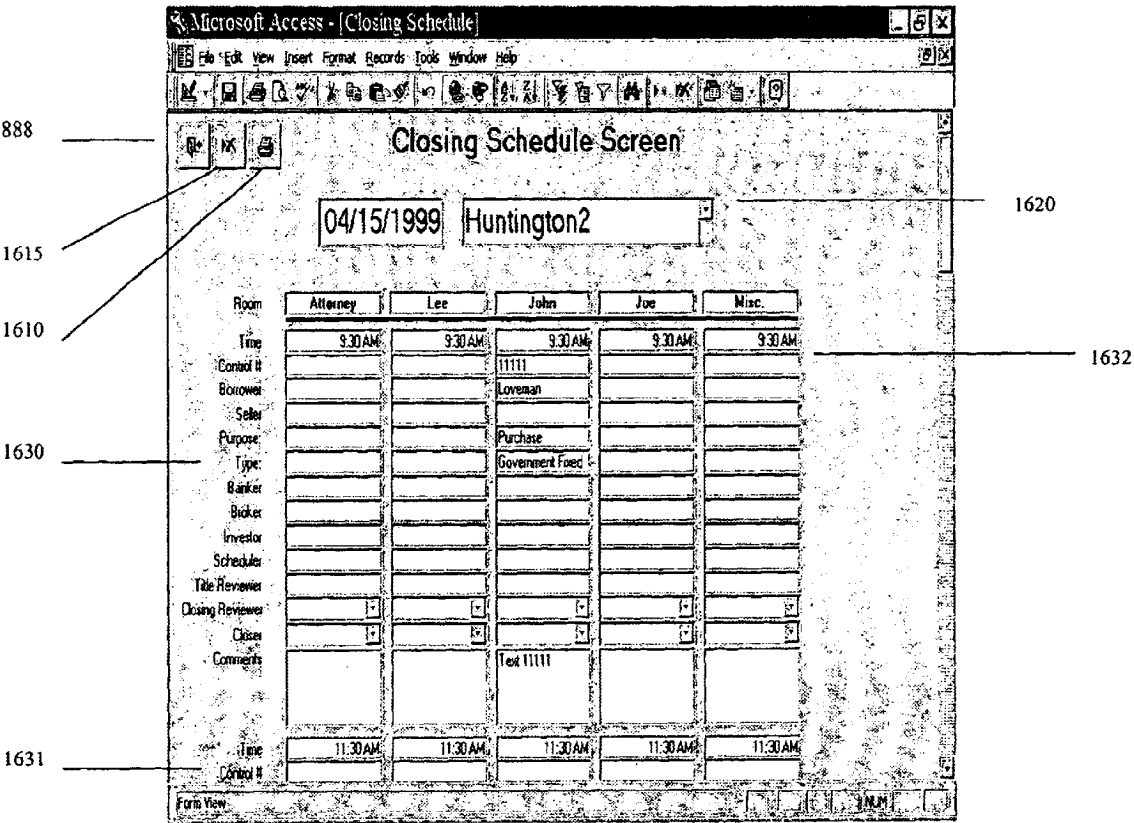 Microsoft Access - [Closing Schedule]
File Edit View Insert Format Records Tools Window Help
888
Closing Schedule Screen
04/15/1999 Huntington2
1620
1615
Room Attorney Lee John Joe Misc.
1610
Time 9:30 AM 9:30 AM 9:30 AM 9:30 AM 9:30 AM
1632
Control # 11111
Borrower Loveman
Seller
Purpose: Purchase
1630
Type: Government Fixed
Banker
Broker
Investor
Scheduler
Title Reviewer
Closing Reviewer
Closer
Comments Text 11111
1631
Time 11:30 AM 11:30 AM 11:30 AM 11:30 AM 11:30 AM
Control #
Form View NUM